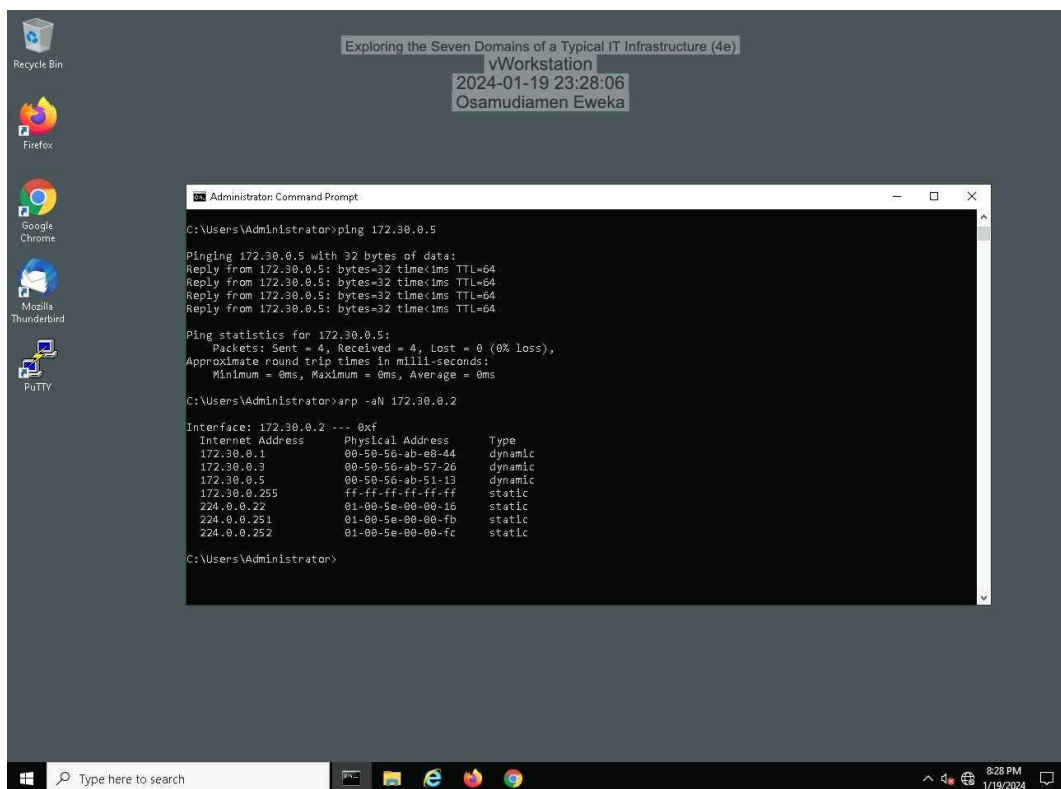 Recycle Bin
Exploring the Seven Domains of a Typical IT Infrastructure (4e)
vWorkstation
2024-01-19 23:28:06
Osamudiamen Eweka
Firefox
Google
Chrome
Mozilla
Thunderbird
PuTTY
Administrator: Command Prompt
C:\Users\Administrator>ping 172.30.0.5
Pinging 172.30.0.5 with 32 bytes of data:
Reply from 172.30.0.5: bytes=32 time<1ms TTL=64
Reply from 172.30.0.5: bytes=32 time<1ms TTL=64
Reply from 172.30.0.5: bytes=32 time<1ms TTL=64
Reply from 172.30.0.5: bytes=32 time<1ms TTL=64
Ping statistics for 172.30.0.5:
Packets: Sent = 4, Received = 4, Lost = 0 (0% loss),
Approximate round trip times in milli-seconds:
Minimum = 0ms, Maximum = 0ms, Average = 0ms
C:\Users\Administrator>arp -aN 172.30.0.2
Interface: 172.30.0.2 --- 0xf
Internet Address Physical Address Type
172.30.0.1 00-50-56-ab-e8-44 dynamic
172.30.0.3 00-50-56-ab-57-26 dynamic
172.30.0.5 00-50-56-ab-51-13 dynamic
172.30.0.255 ff-ff-ff-ff-ff-ff static
224.0.0.22 01-00-5e-00-00-16 static
224.0.0.251 01-00-5e-00-00-fb static
224.0.0.252 01-00-5e-00-00-fc static
C:\Users\Administrator>
Type here to search
8:28 PM
1/19/2024